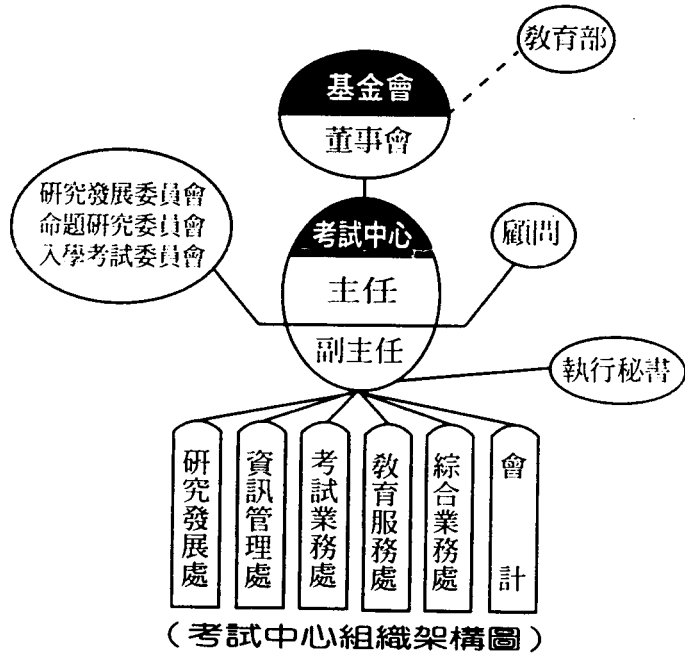 教育部
基金會
董事會
研究發展委員會
命題研究委員會
入學考試委員會
考試中心
主任
副主任
顧問
執行秘書
研究發展處
資訊管理處
考試業務處
教育服務處
綜合業務處
會計
(考試中心組織架構圖)